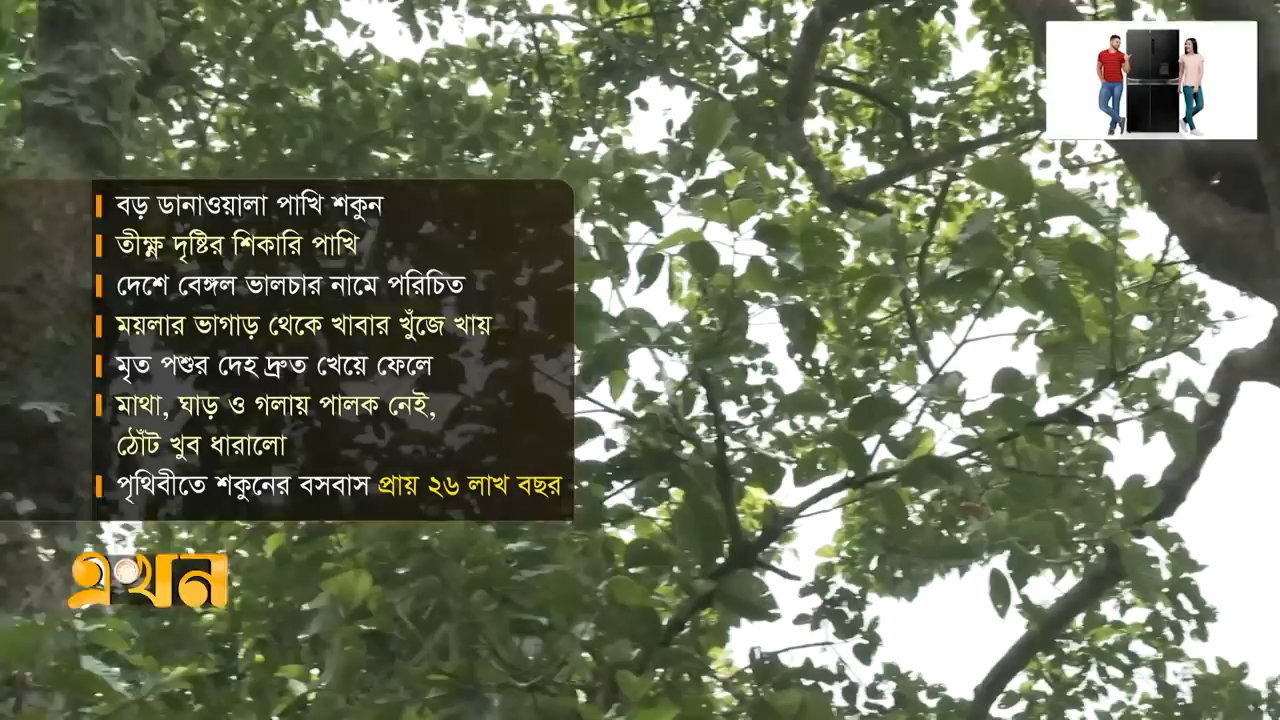 বড় ডানাওয়ালা পাখি শকুন
তীক্ষ্ণ দৃষ্টির শিকারি পাখি
দেশে বেঙ্গল ভালচার নামে পরিচিত
ময়লার ভাগাড় থেকে খাবার খুঁজে খায়
মৃত পশুর দেহ দ্রুত খেয়ে ফেলে
মাথা, ঘাড় ও গলায় পালক নেই,
ঠোঁট খুব ধারালো
পৃথিবীতে শকুনের বসবাস প্রায় ২৬ লাখ বছর
এখন